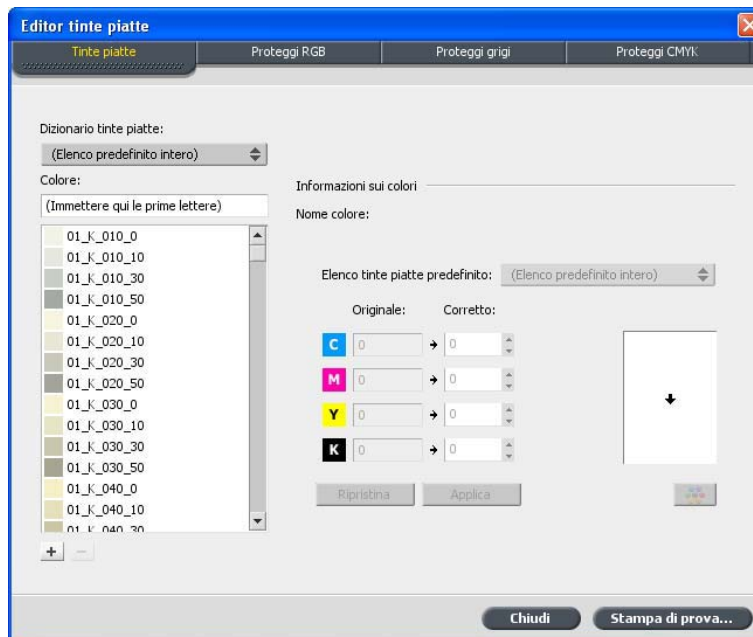 Editor tinte piatte
Tinte piatte
Proteggi RGB
Proteggi grigi
Proteggi CMYK
Dizionario tinte piatte:
(Elenco predefinito intero)
Colore:
(Immettere qui le prime lettere)
01_K_010_0
01_K_010_10
01_K_010_30
01_K_010_50
01_K_020_0
01_K_020_10
01_K_020_30
01_K_020_50
01_K_030_0
01_K_030_10
01_K_030_30
01_K_030_50
01_K_040_0
01_K_040_10
01_K_040_30
Informazioni sui colori
Nome colore:
Elenco tinte piatte predefinito: (Elenco predefinito intero)
Originale: Corretto:
C 0 0
M 0 0
Y 0 0
K 0 0
Ripristina
Applica
Chiudi
Stampa di prova...